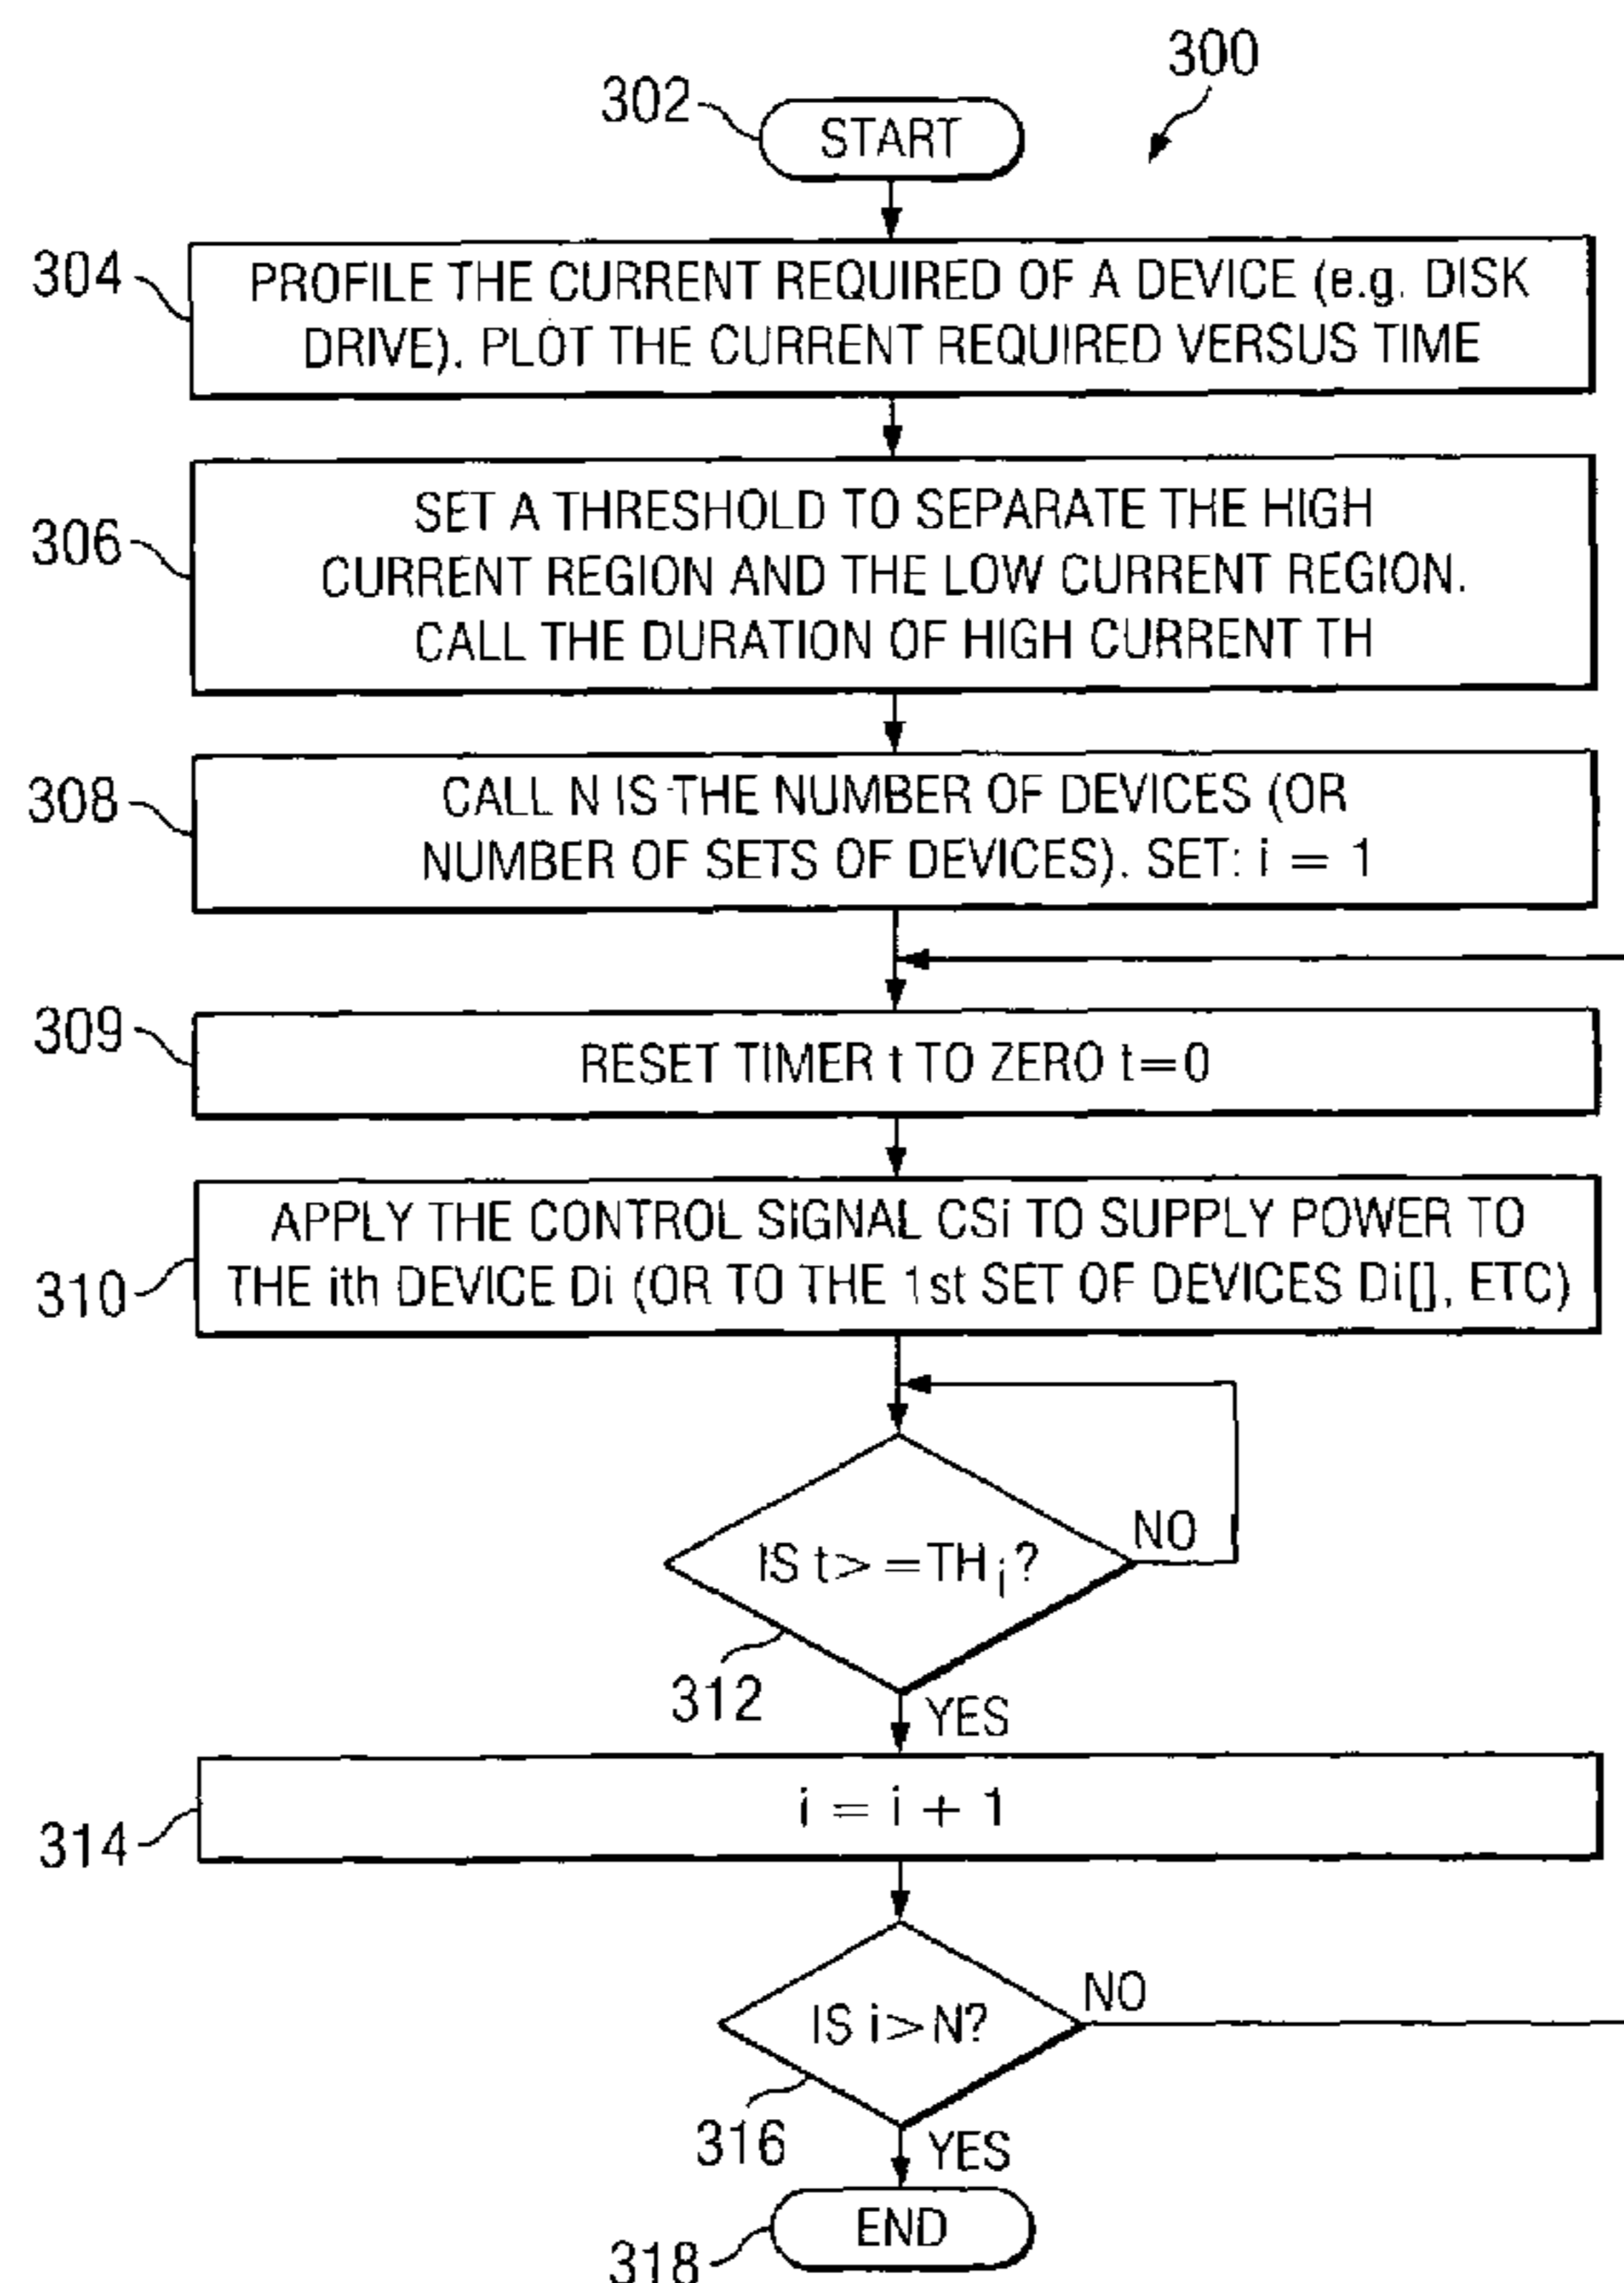 300
302
START
304
PROFILE THE CURRENT REQUIRED OF A DEVICE (e.g. DISK
DRIVE). PLOT THE CURRENT REQUIRED VERSUS TIME
306
SET A THRESHOLD TO SEPARATE THE HIGH
CURRENT REGION AND THE LOW CURRENT REGION.
CALL THE DURATION OF HIGH CURRENT TH
308
CALL N IS THE NUMBER OF DEVICES (OR
NUMBER OF SETS OF DEVICES). SET: i = 1
309
RESET TIMER t TO ZERO t=0
310
APPLY THE CONTROL SiGNAL CSi TO SUPPLY POWER TO
THE ith DEVICE Di (OR TO THE 1st SET OF DEVICES Di[], ETC)
IS t>=THi?
NO
312
YES
314
i = i + 1
IS i>N?
NO
316
YES
END
318